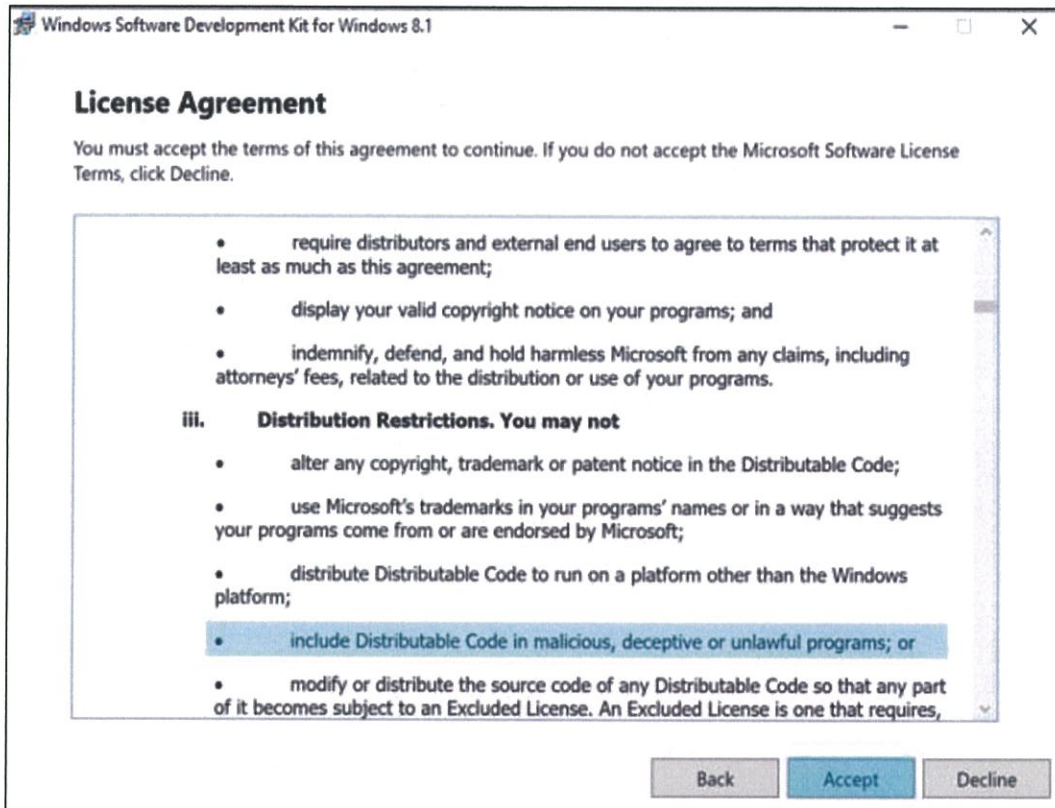 Windows Software Development Kit for Windows 8.1
License Agreement
You must accept the terms of this agreement to continue. If you do not accept the Microsoft Software License
Terms, click Decline.
• require distributors and external end users to agree to terms that protect it at
least as much as this agreement;
• display your valid copyright notice on your programs; and
• indemnify, defend, and hold harmless Microsoft from any claims, including
attorneys' fees, related to the distribution or use of your programs.
iii. Distribution Restrictions. You may not
• alter any copyright, trademark or patent notice in the Distributable Code;
• use Microsoft's trademarks in your programs' names or in a way that suggests
your programs come from or are endorsed by Microsoft;
• distribute Distributable Code to run on a platform other than the Windows
platform;
• include Distributable Code in malicious, deceptive or unlawful programs; or
• modify or distribute the source code of any Distributable Code so that any part
of it becomes subject to an Excluded License. An Excluded License is one that requires,
Back Accept Decline